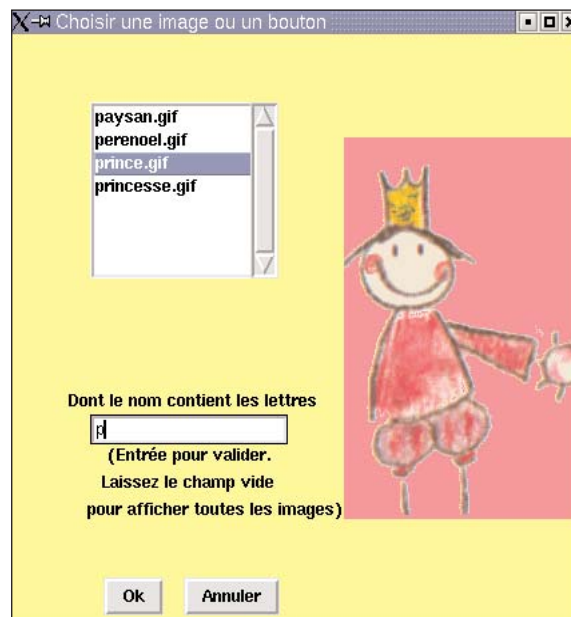 Choisir une image ou un bouton
paysan.gif
perenoel.gif
prince.gif
princesse.gif
Dont le nom contient les lettres
p
(Entrée pour valider.
Laissez le champ vide
pour afficher toutes les images)
Ok
Annuler